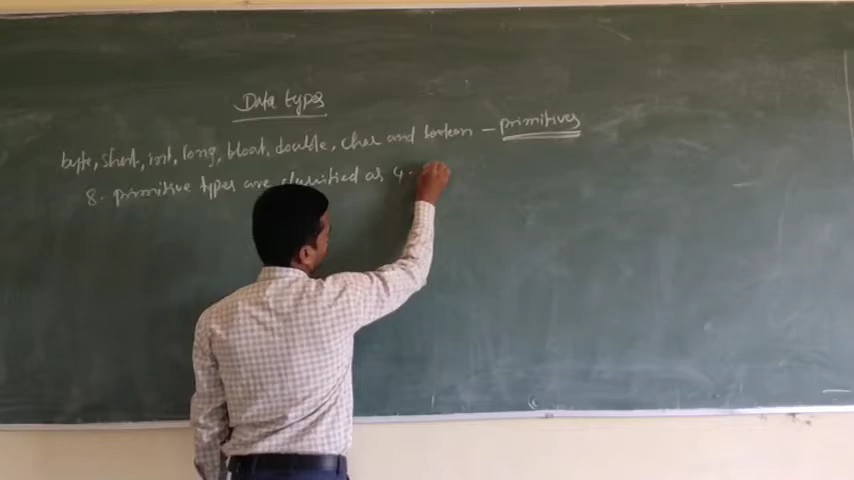 Data types
byte, short, int, long, float, double, char and boolean – primitives
8 - primitive types are classified as 4 -